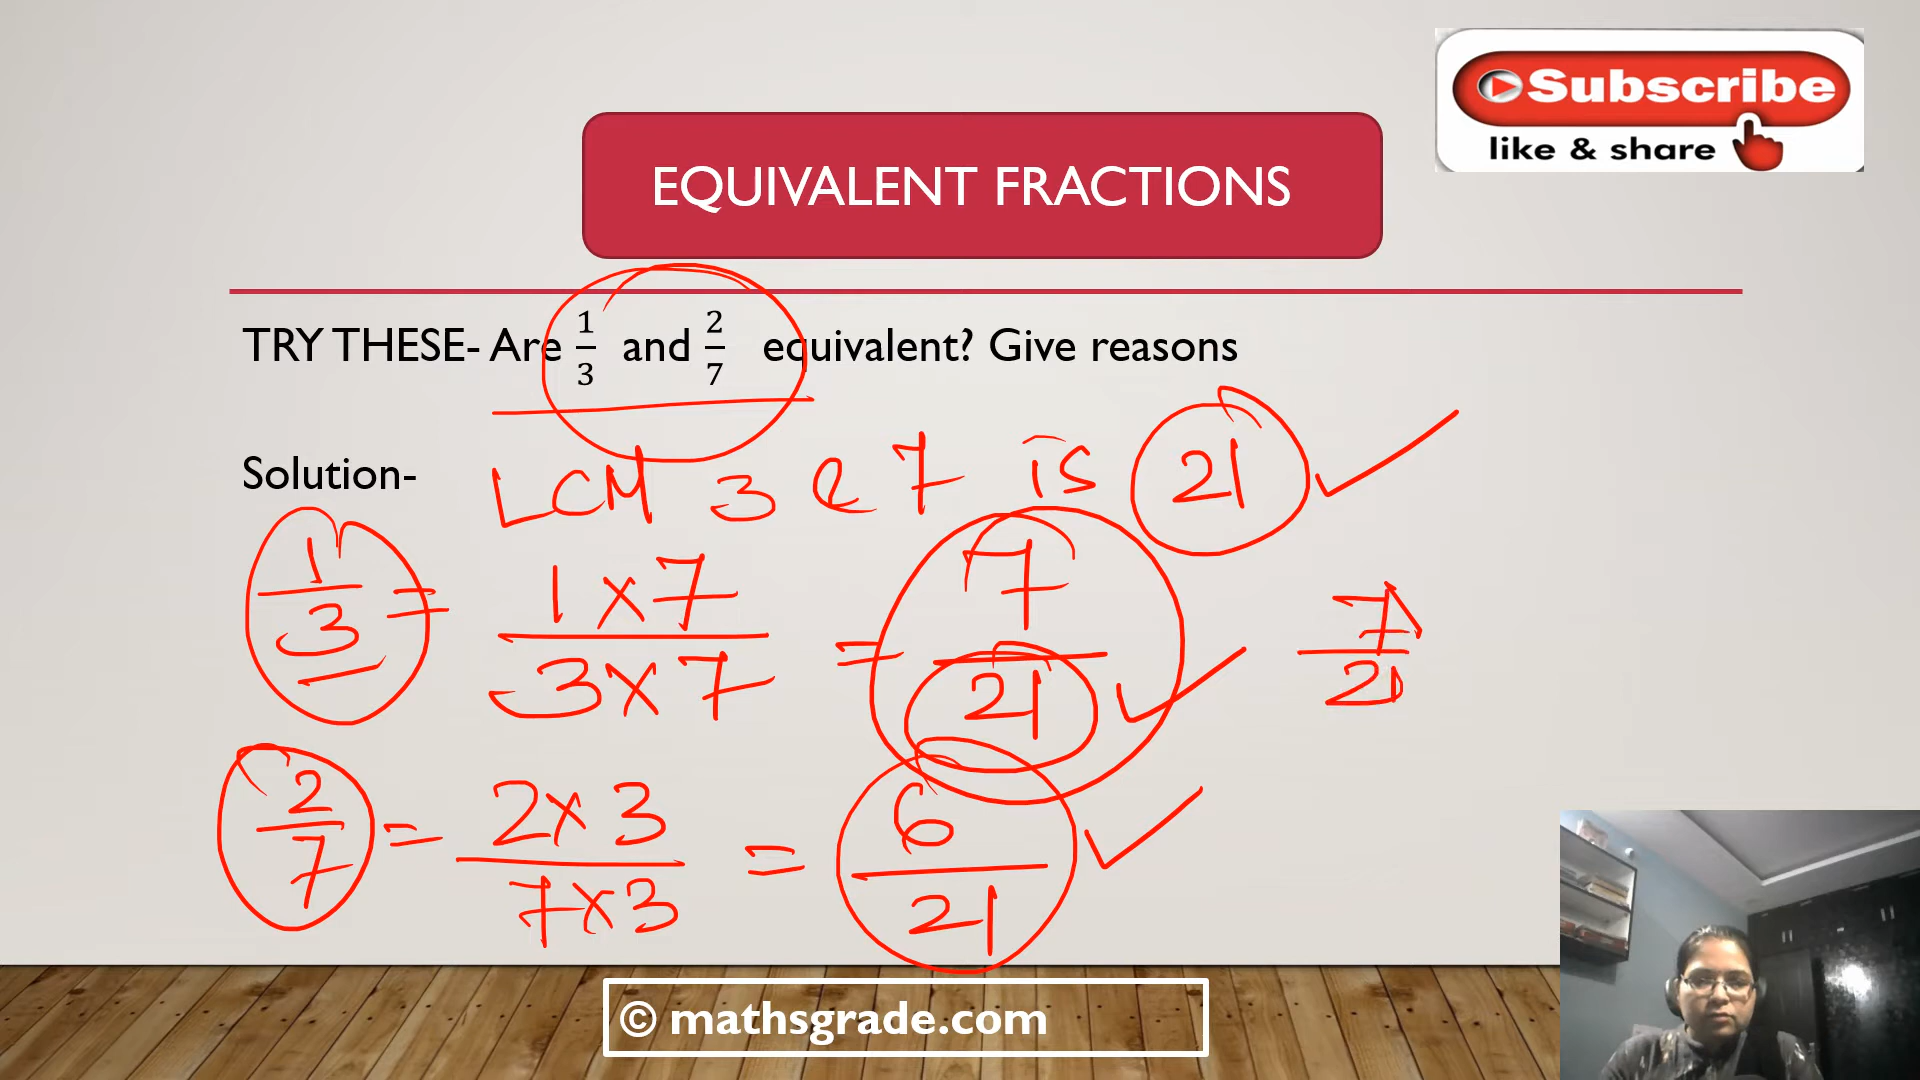 Subscribe
like & share
EQUIVALENT FRACTIONS
TRY THESE- Are 1/3 and 2/7 equivalent? Give reasons
Solution- LCM 3 & 7 is 21
1/3 = 1 x 7 / 3 x 7 = 7/21 7/21
2/7 = 2 x 3 / 7 x 3 = 6/21
© mathsgrade.com